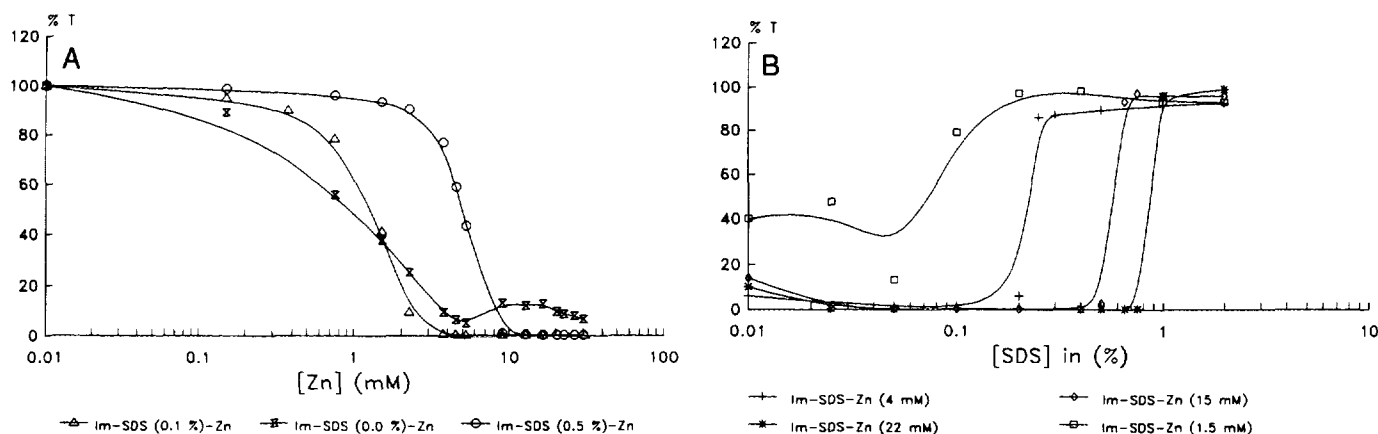 % T
120
A
100
80
60
40
20
0
0.01 0.1 1 10 100
[Zn] (mM)
Im-SDS (0.1 %)-Zn Im-SDS (0.0 %)-Zn Im-SDS (0.5 %)-Zn
% T
120
B
100
80
60
40
20
0
0.01 0.1 1 10
[SDS] in (%)
Im-SDS-Zn (4 mM) Im-SDS-Zn (15 mM)
Im-SDS-Zn (22 mM) Im-SDS-Zn (1.5 mM)